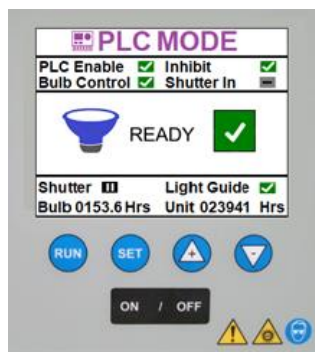 PLC MODE
PLC Enable Inhibit
Bulb Control Shutter In
READY
Shutter Light Guide
Bulb 0153.6 Hrs Unit 023941 Hrs
RUN SET + -
ON / OFF